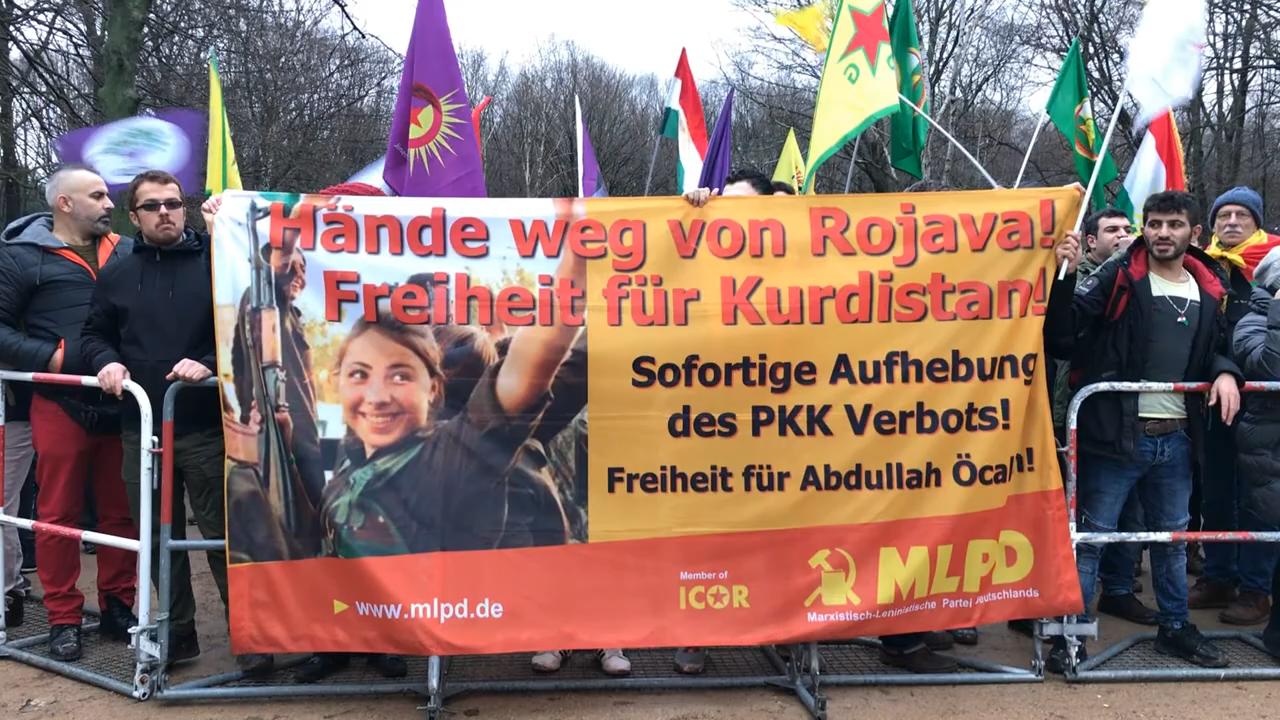 G
Hände weg von Rojava!
Freiheit für Kurdistan!
Sofortige Aufhebung
des PKK Verbots!
Freiheit für Abdullah Öcalan!
www.mlpd.de
Member of
ICOR
MLPD
Marxistisch-Leninistische Partei Deutschlands